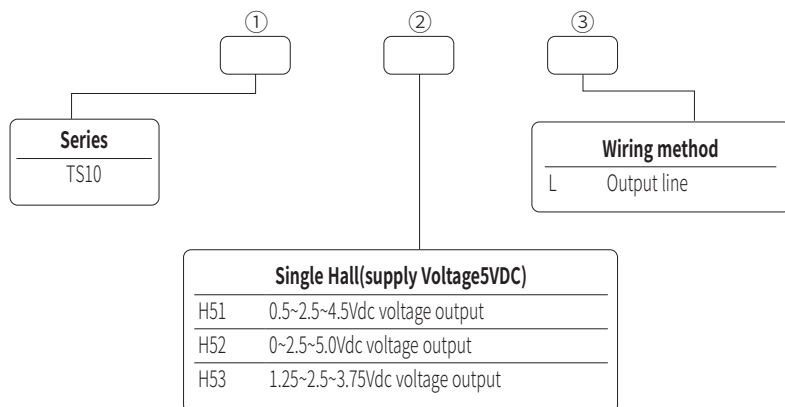 ① ② ③
Series
TS10
Wiring method
L Output line
Single Hall(supply Voltage5VDC)
H51 0.5~2.5~4.5Vdc voltage output
H52 0~2.5~5.0Vdc voltage output
H53 1.25~2.5~3.75Vdc voltage output